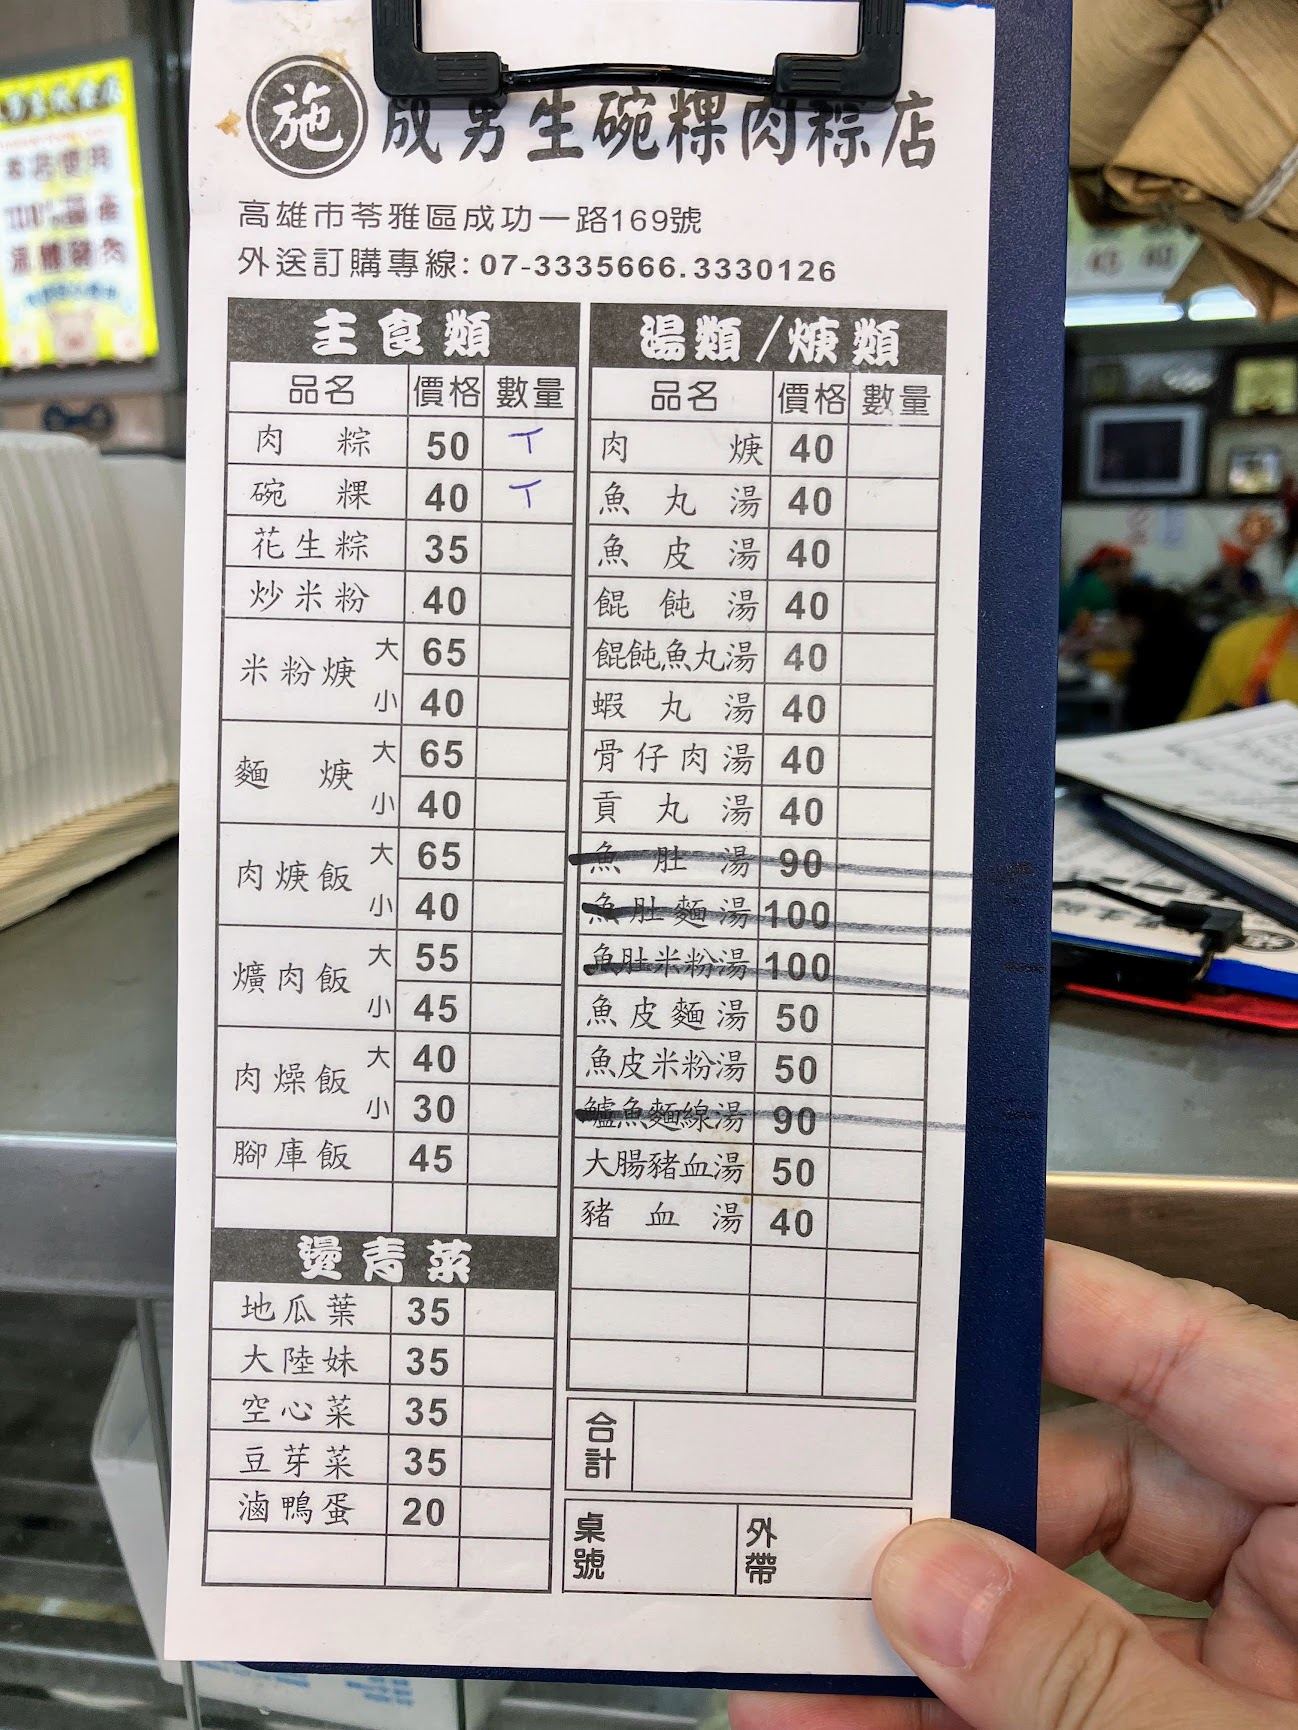 施 成男生碗粿肉粽店
高雄市苓雅區成功一路169號
外送訂購專線：07-3335666.3330126
主食類
品名 價格 數量
肉粽 50 丅
碗粿 40 丅
花生粽 35
炒米粉 40
米粉焿 大 65
小 40
麵焿 大 65
小 40
肉焿飯 大 65
小 40
爌肉飯 大 55
小 45
肉燥飯 大 40
小 30
腳庫飯 45
燙青菜
地瓜葉 35
大陸妹 35
空心菜 35
豆芽菜 35
滷鴨蛋 20
湯類/焿類
品名 價格 數量
肉焿 40
魚丸湯 40
魚皮湯 40
餛飩湯 40
餛飩魚丸湯 40
蝦丸湯 40
骨仔肉湯 40
貢丸湯 40
魚肚湯 90
魚肚麵湯 100
魚肚米粉湯 100
魚皮麵湯 50
魚皮米粉湯 50
鱸魚麵線湯 90
大腸豬血湯 50
豬血湯 40
合計
桌號 外帶
本店使用
100%國產
溫體豬肉